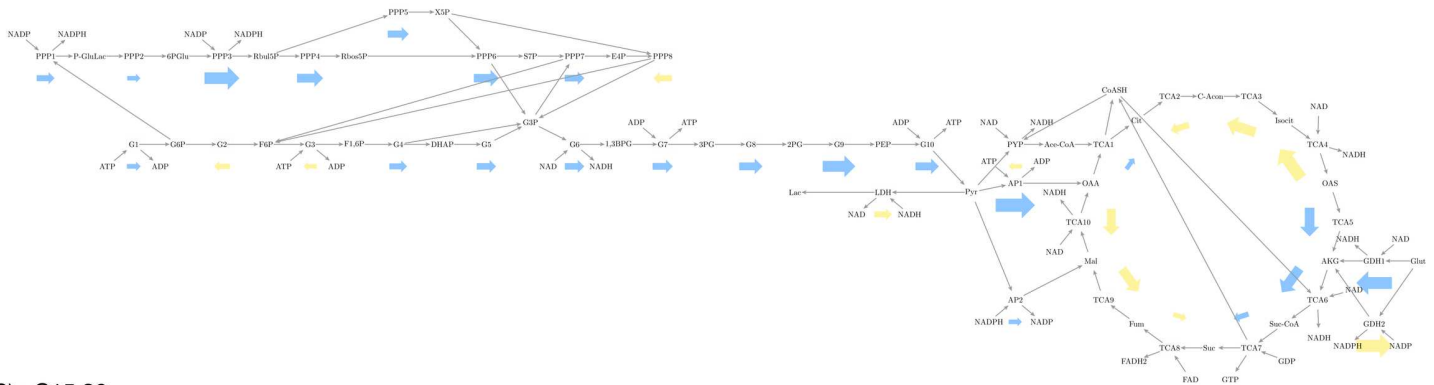 PPP5 X5P
NADP NADPH NADP NADPH
PPP1 P-GluLac PPP2 6PGlu PPP3 Rbul5P PPP4 Rbos5P PPP6 S7P PPP7 E4P PPP8
CoASH
TCA2 C-Acon TCA3
NAD
G3P ADP ATP ADP ATP NAD NADH Cit Isocit
G1 G6P G2 F6P G3 F1,6P G4 DHAP G5 G6 1,3BPG G7 3PG G8 2PG G9 PEP G10 PYP Ace-CoA TCA1 TCA4
NADH
ATP ADP ATP ADP NAD NADH ATP ADP
AP1 OAA OAS
Lac LDH Pyr NADH
NAD NADH TCA10 TCA5
NADH NAD
NAD
Mal AKG GDH1 Glut
NAD
AP2 TCA9 TCA6
NADPH NADP Fum Suc-CoA GDH2
NADH
TCA8 Suc TCA7 NADPH NADP
FADH2 GDP
FAD GTP